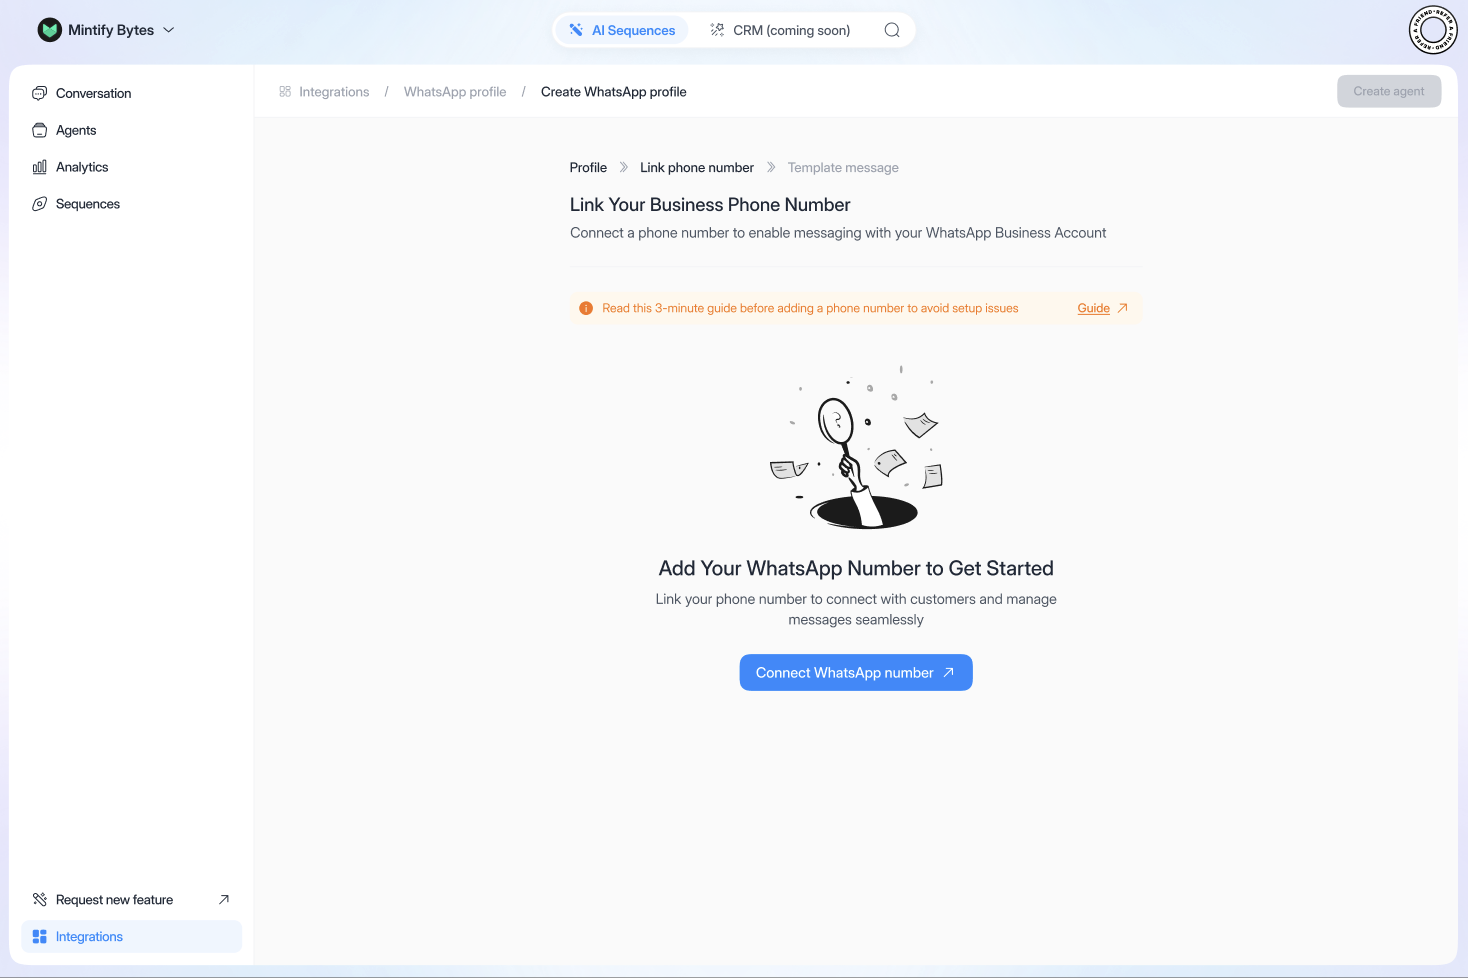 Mintify Bytes
AI Sequences
CRM (coming soon)
REFER A FRIEND · REFER A FRIEND ·
Conversation
Agents
Analytics
Sequences
Request new feature
Integrations
Integrations / WhatsApp profile / Create WhatsApp profile
Create agent
Profile
Link phone number
Template message
Link Your Business Phone Number
Connect a phone number to enable messaging with your WhatsApp Business Account
Read this 3-minute guide before adding a phone number to avoid setup issues
Guide
?
Add Your WhatsApp Number to Get Started
Link your phone number to connect with customers and manage
messages seamlessly
Connect WhatsApp number